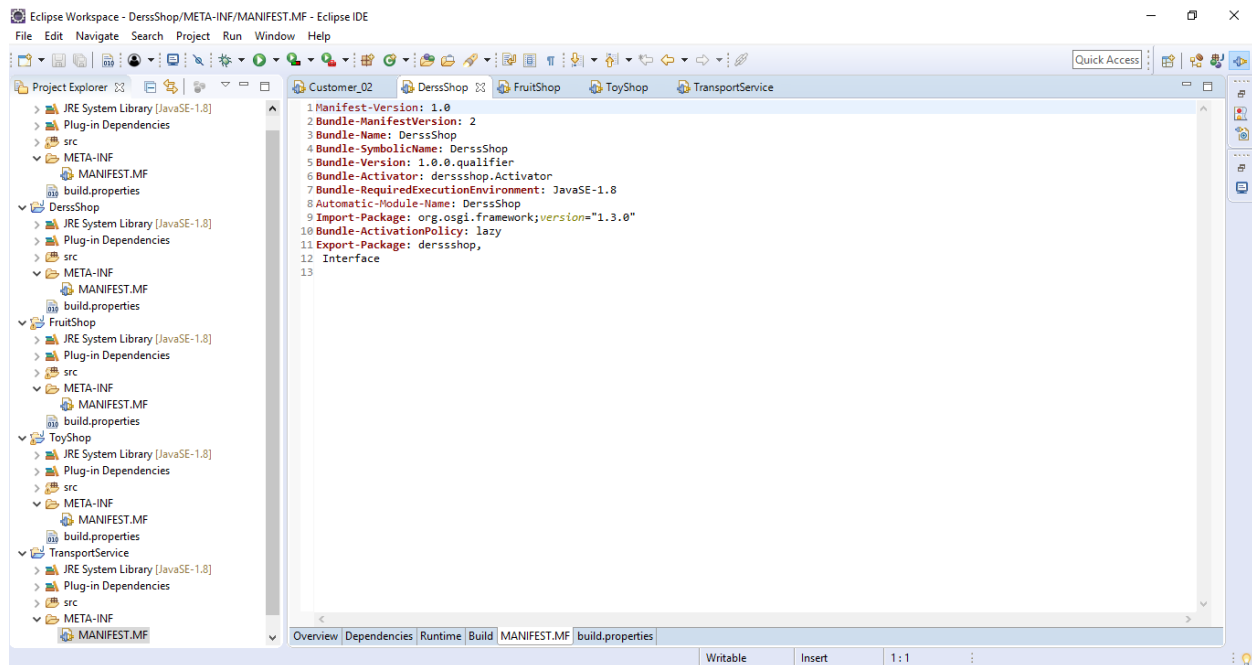 Eclipse Workspace - DerssShop/META-INF/MANIFEST.MF - Eclipse IDE
File Edit Navigate Search Project Run Window Help
Quick Access
Project Explorer
JRE System Library [JavaSE-1.8]
Plug-in Dependencies
src
META-INF
MANIFEST.MF
build.properties
DerssShop
JRE System Library [JavaSE-1.8]
Plug-in Dependencies
src
META-INF
MANIFEST.MF
build.properties
FruitShop
JRE System Library [JavaSE-1.8]
Plug-in Dependencies
src
META-INF
MANIFEST.MF
build.properties
ToyShop
JRE System Library [JavaSE-1.8]
Plug-in Dependencies
src
META-INF
MANIFEST.MF
build.properties
TransportService
JRE System Library [JavaSE-1.8]
Plug-in Dependencies
src
META-INF
MANIFEST.MF
Customer_02 DerssShop FruitShop ToyShop TransportService
1 Manifest-Version: 1.0
2 Bundle-ManifestVersion: 2
3 Bundle-Name: DerssShop
4 Bundle-SymbolicName: DerssShop
5 Bundle-Version: 1.0.0.qualifier
6 Bundle-Activator: derssshop.Activator
7 Bundle-RequiredExecutionEnvironment: JavaSE-1.8
8 Automatic-Module-Name: DerssShop
9 Import-Package: org.osgi.framework;version="1.3.0"
10 Bundle-ActivationPolicy: lazy
11 Export-Package: derssshop,
12 Interface
13
Overview Dependencies Runtime Build MANIFEST.MF build.properties
Writable Insert 1 : 1